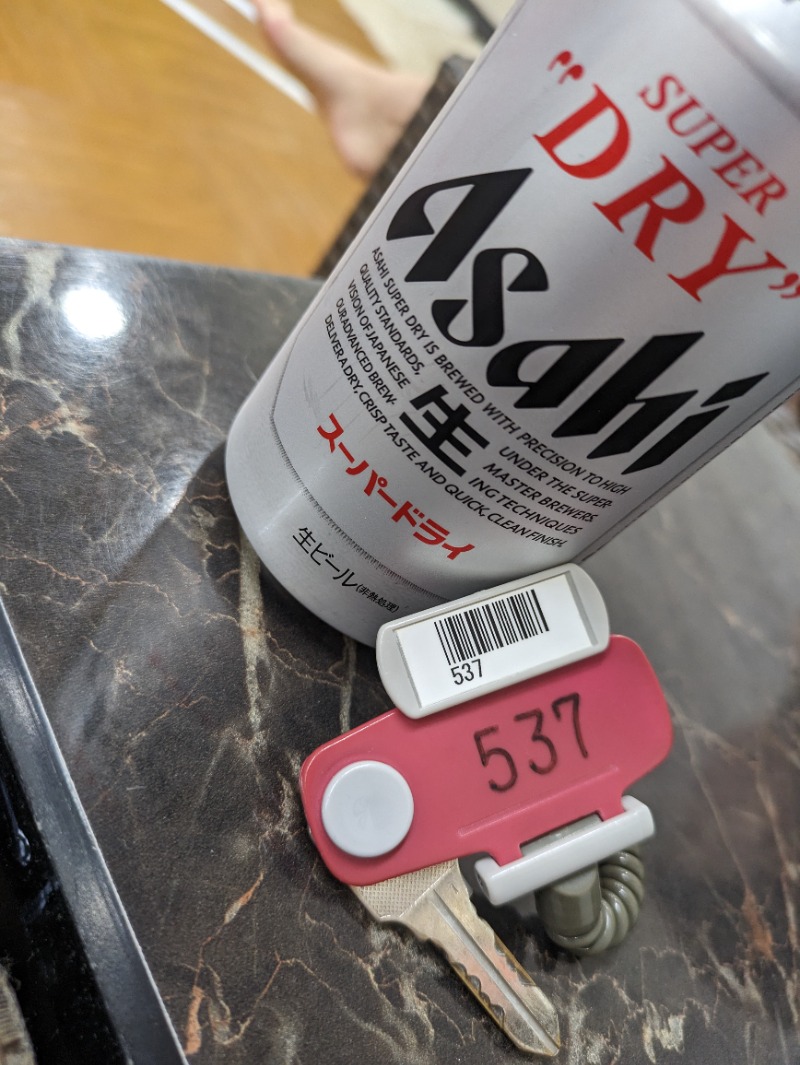 SUPER
"DRY"
Asahi
ASAHI SUPER DRY IS BREWED WITH PRECISION TO HIGH
QUALITY STANDARDS, UNDER THE SUPER-
VISION OF JAPANESE MASTER BREWERS.
OUR ADVANCED BREW- ING TECHNIQUES
DELIVER A DRY, CRISP TASTE AND QUICK, CLEAN FINISH.
生
スーパードライ
生ビール(非熱処理)
537
537